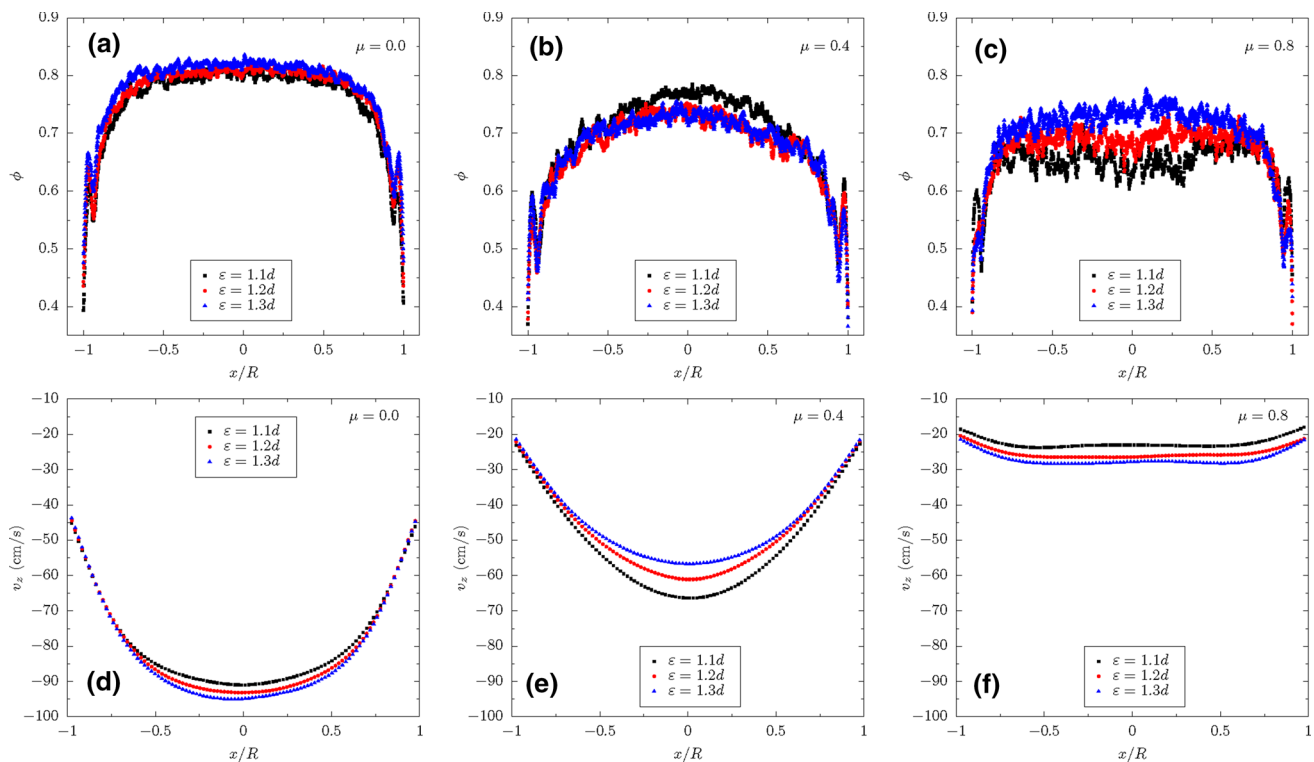 (a)
μ = 0.0
0.9
0.8
0.7
0.6
0.5
0.4
ϕ
ε = 1.1d
ε = 1.2d
ε = 1.3d
−1 −0.5 0 0.5 1
x/R
(b)
μ = 0.4
0.9
0.8
0.7
0.6
0.5
0.4
ϕ
ε = 1.1d
ε = 1.2d
ε = 1.3d
−1 −0.5 0 0.5 1
x/R
(c)
μ = 0.8
0.9
0.8
0.7
0.6
0.5
0.4
ϕ
ε = 1.1d
ε = 1.2d
ε = 1.3d
−1 −0.5 0 0.5 1
x/R
−10
−20
−30
−40
−50
−60
−70
−80
−90
−100
v_z (cm/s)
μ = 0.0
ε = 1.1d
ε = 1.2d
ε = 1.3d
(d)
−1 −0.5 0 0.5 1
x/R
−10
−20
−30
−40
−50
−60
−70
−80
−90
−100
v_z (cm/s)
μ = 0.4
ε = 1.1d
ε = 1.2d
ε = 1.3d
(e)
−1 −0.5 0 0.5 1
x/R
−10
−20
−30
−40
−50
−60
−70
−80
−90
−100
v_z (cm/s)
μ = 0.8
ε = 1.1d
ε = 1.2d
ε = 1.3d
(f)
−1 −0.5 0 0.5 1
x/R